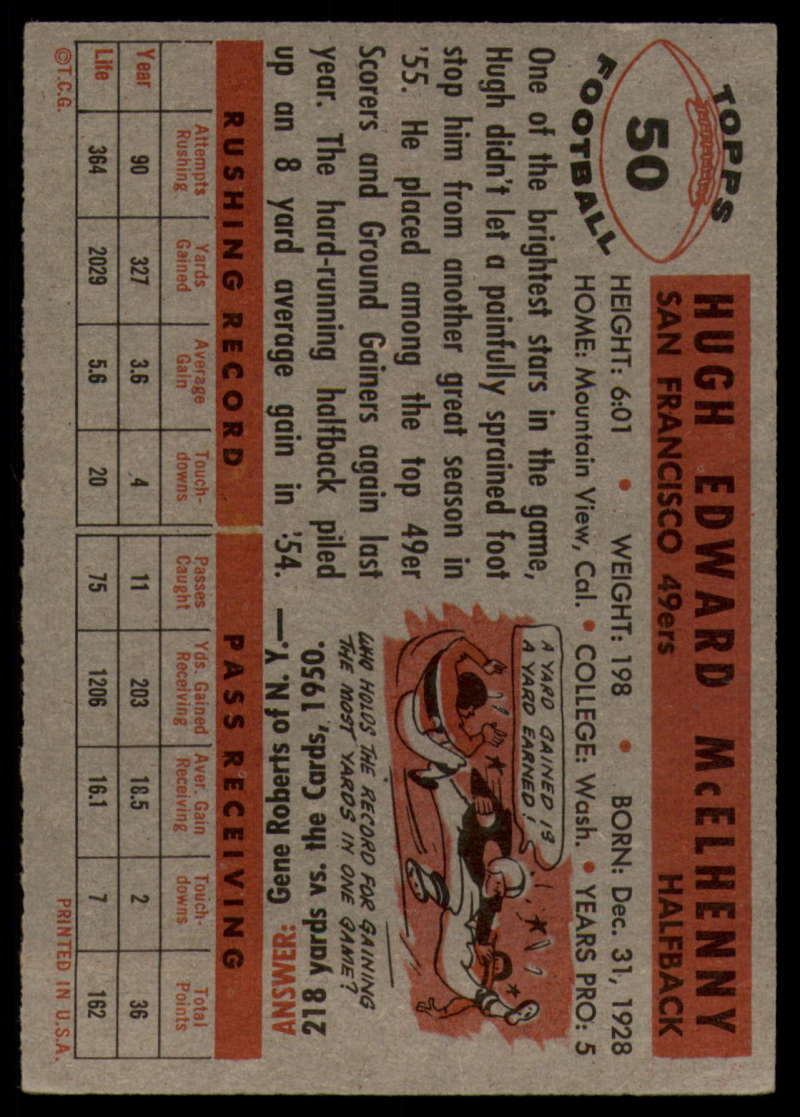 TOPPS
50
FOOTBALL
HUGH EDWARD McELHENNY
SAN FRANCISCO 49ers HALFBACK
HEIGHT: 6:01 • WEIGHT: 198 • BORN: Dec. 31, 1928
HOME: Mountain View, Cal. • COLLEGE: Wash. • YEARS PRO: 5
One of the brightest stars in the game,
Hugh didn't let a painfully sprained foot
stop him from another great season in
'55. He placed among the top 49er
Scorers and Ground Gainers again last
year. The hard-running halfback piled
up an 8 yard average gain in '54.
A YARD GAINED IS
A YARD EARNED!
WHO HOLDS THE RECORD FOR GAINING
THE MOST YARDS IN ONE GAME?
ANSWER: Gene Roberts of N. Y.—
218 yards vs. the Cards, 1950.
RUSHING RECORD PASS RECEIVING
Attempts Rushing Yards Gained Average Gain Touch-downs Passes Caught Yds. Gained Receiving Aver. Gain Receiving Touch-downs Total Points
Year 90 327 3.6 4 11 203 18.5 2 36
Life 364 2029 5.6 20 75 1206 16.1 7 162
©T.C.G. PRINTED IN U.S.A.